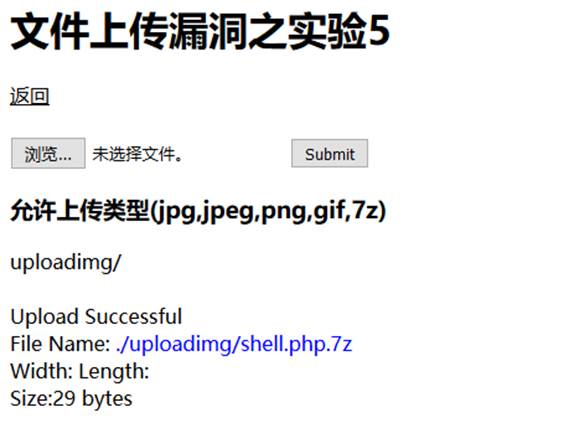 文件上传漏洞之实验5
返回
浏览... 未选择文件。 Submit
允许上传类型(jpg,jpeg,png,gif,7z)
uploadimg/
Upload Successful
File Name: ./uploadimg/shell.php.7z
Width: Length:
Size:29 bytes